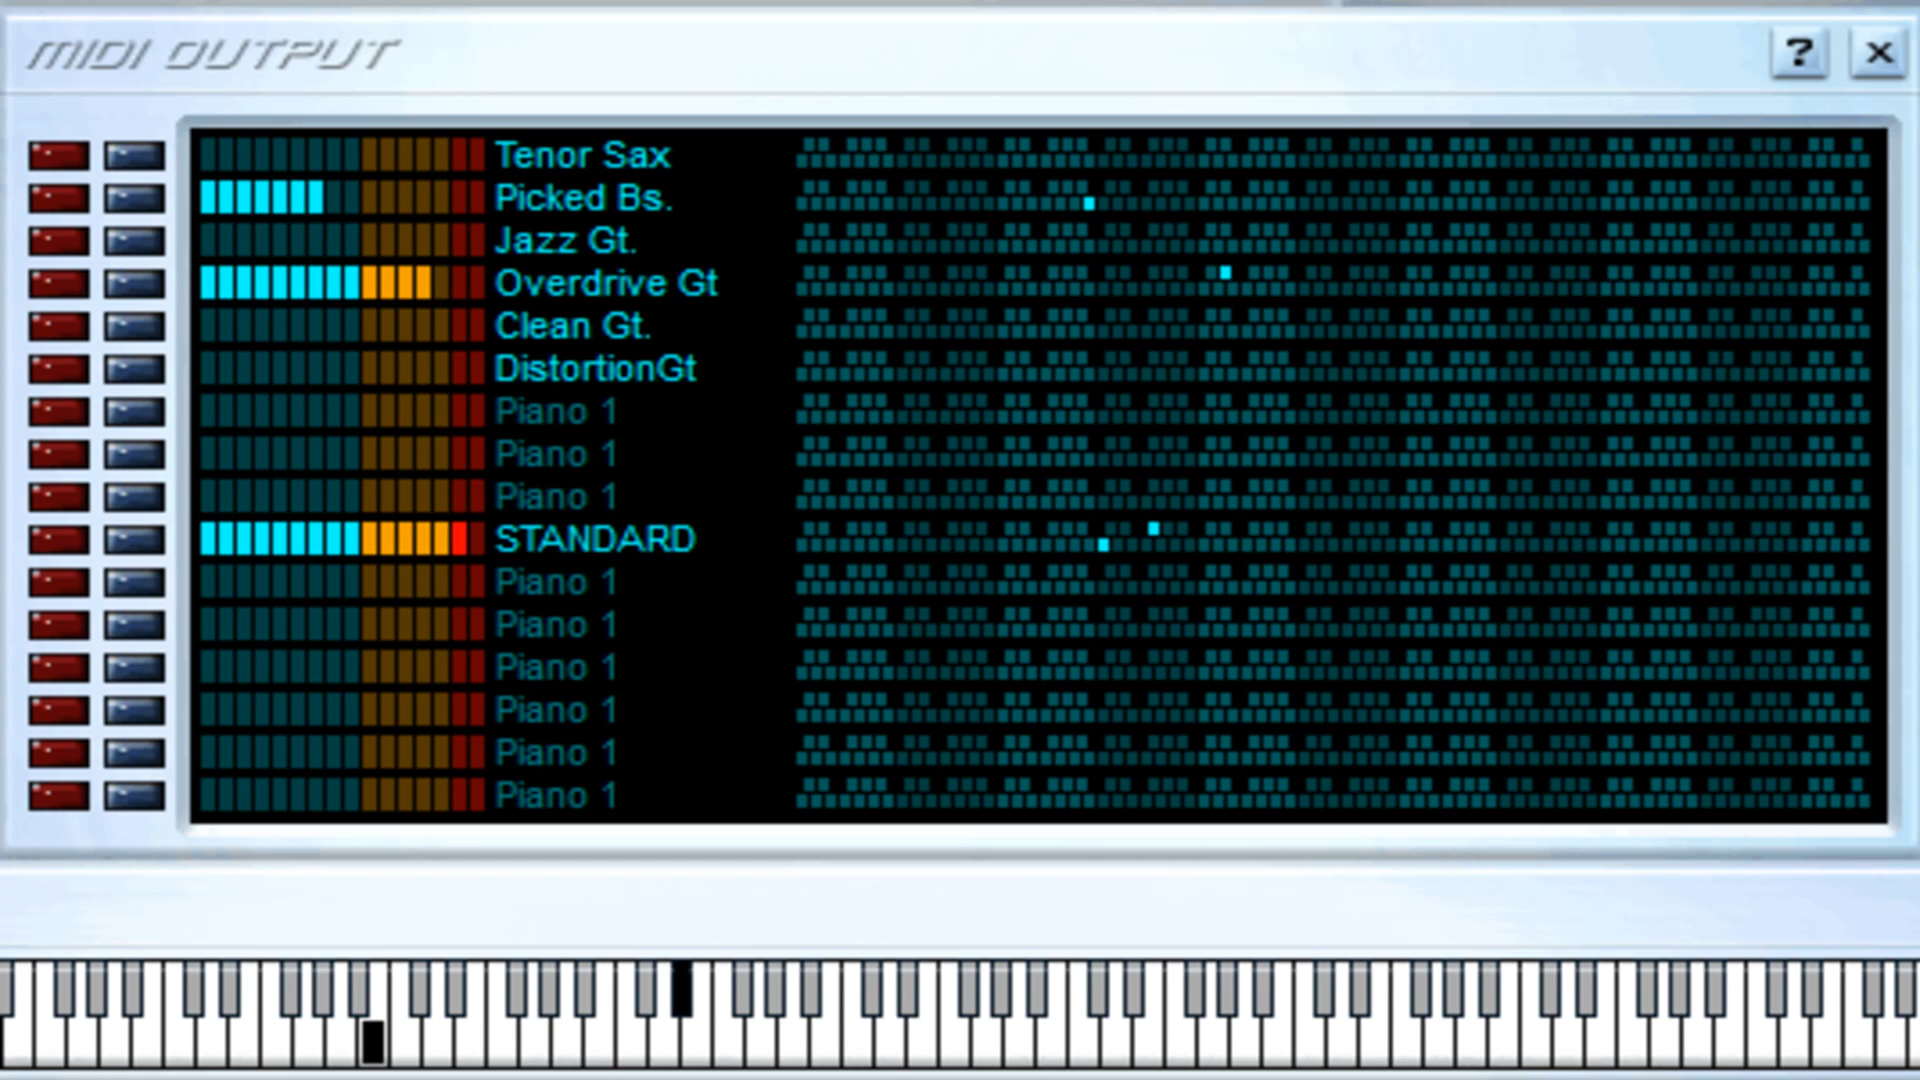 MIDI OUTPUT
? X
Tenor Sax
Picked Bs.
Jazz Gt.
Overdrive Gt
Clean Gt.
DistortionGt
Piano 1
Piano 1
Piano 1
STANDARD
Piano 1
Piano 1
Piano 1
Piano 1
Piano 1
Piano 1